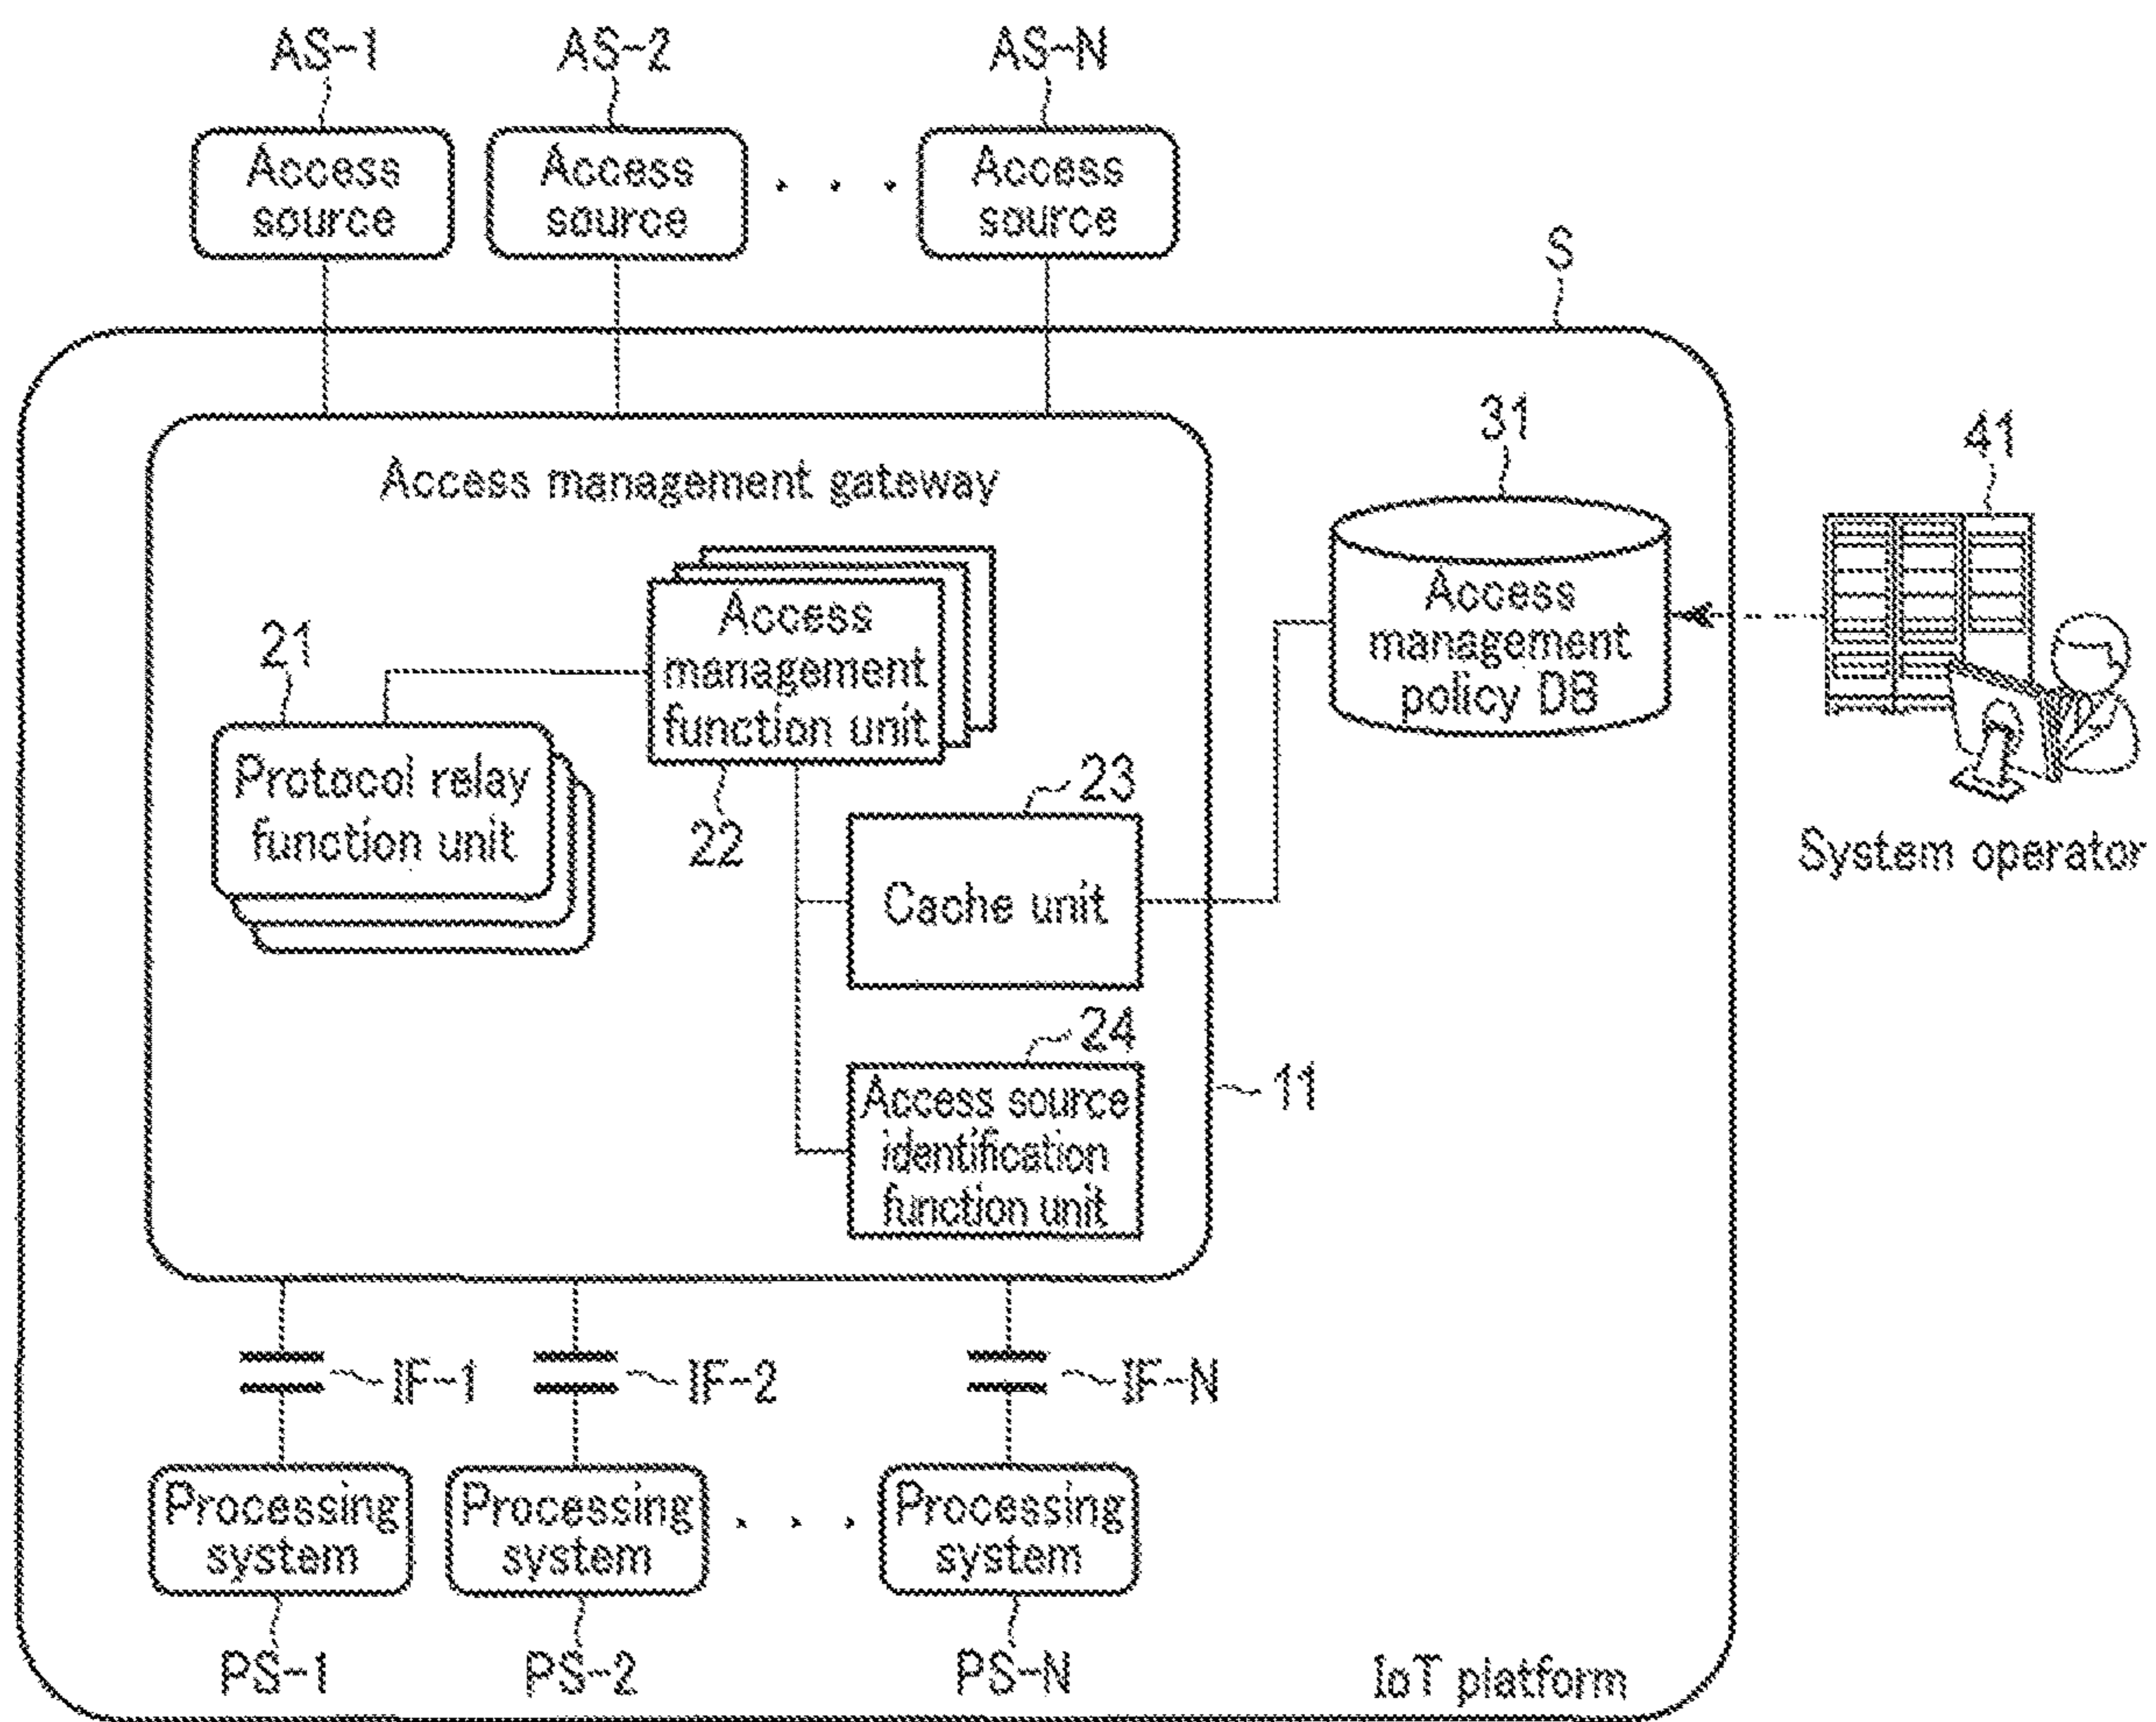 AS-1
AS-2
AS-N
Access
source
Access
source
Access
source
S
Access management gateway
31
41
Access
management
function unit
22
21
Protocol relay
function unit
Access
management
policy DB
System operator
23
Cache unit
24
Access source
identification
function unit
11
IF-1
IF-2
IF-N
Processing
system
Processing
system
Processing
system
PS-1
PS-2
PS-N
IoT platform